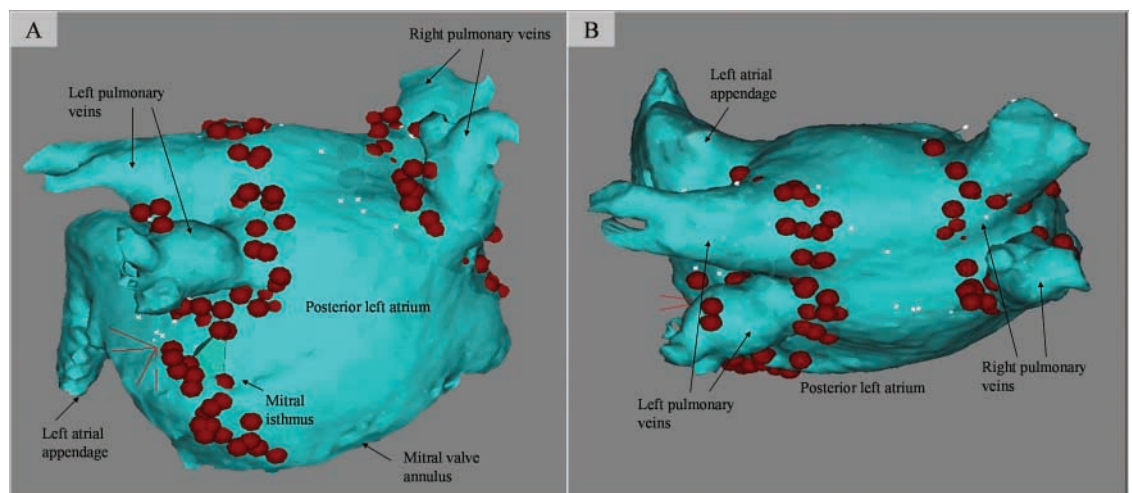 A
Right pulmonary veins
Left pulmonary
veins
Posterior left atrium
Mitral
isthmus
Left atrial
appendage
Mitral valve
annulus
B
Left atrial
appendage
Right pulmonary
veins
Posterior left atrium
Left pulmonary
veins